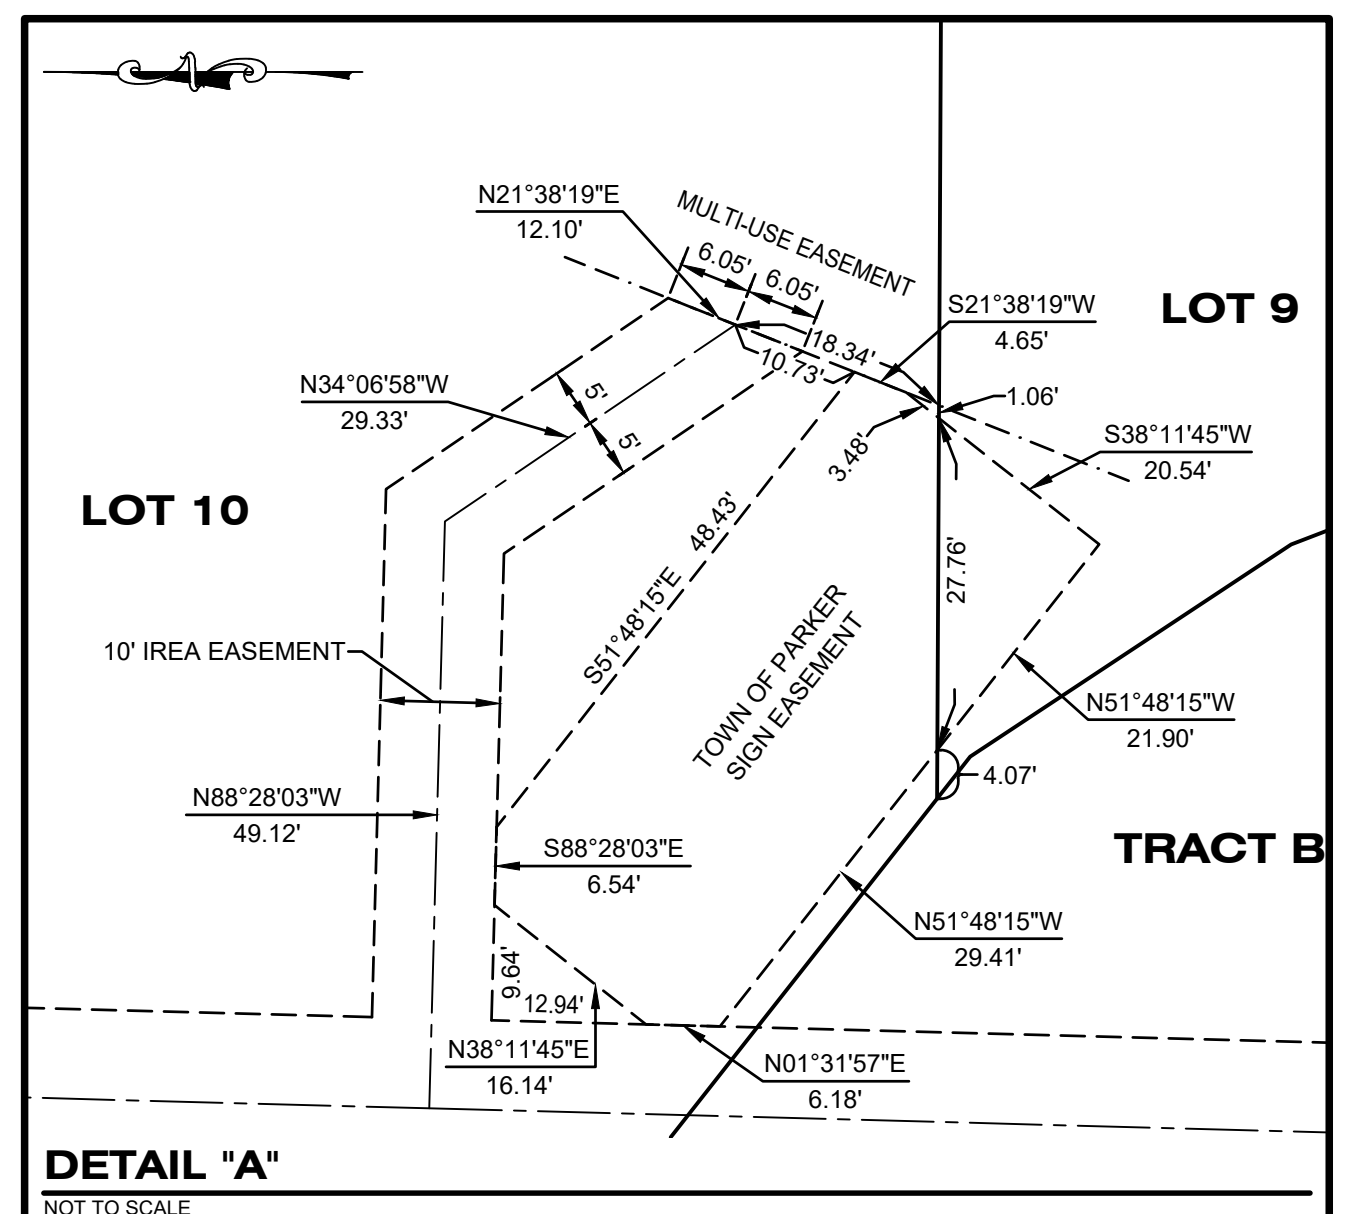 N21°38'19"E
12.10'
MULTI-USE EASEMENT
6.05'
6.05'
LOT 9
S21°38'19"W
4.65'
18.34'
10.73'
N34°06'58"W
29.33'
5'
5'
1.06'
S38°11'45"W
20.54'
3.48'
LOT 10
48.43'
S51°48'15"E
27.76'
TOWN OF PARKER
SIGN EASEMENT
10' IREA EASEMENT
N51°48'15"W
21.90'
4.07'
N88°28'03"W
49.12'
S88°28'03"E
6.54'
TRACT B
N51°48'15"W
29.41'
9.64'
12.94'
N38°11'45"E
16.14'
N01°31'57"E
6.18'
DETAIL "A"
NOT TO SCALE